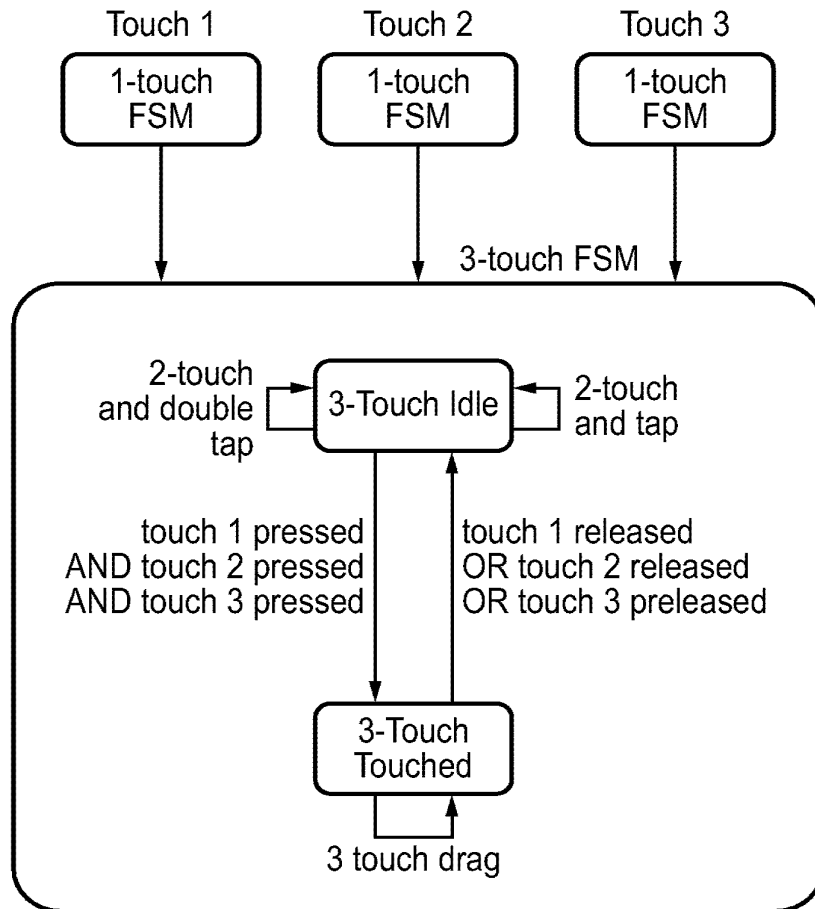 Touch 1
Touch 2
Touch 3
1-touch
FSM
1-touch
FSM
1-touch
FSM
3-touch FSM
2-touch
and double
tap
3-Touch Idle
2-touch
and tap
touch 1 pressed
AND touch 2 pressed
AND touch 3 pressed
touch 1 released
OR touch 2 released
OR touch 3 preleased
3-Touch
Touched
3 touch drag